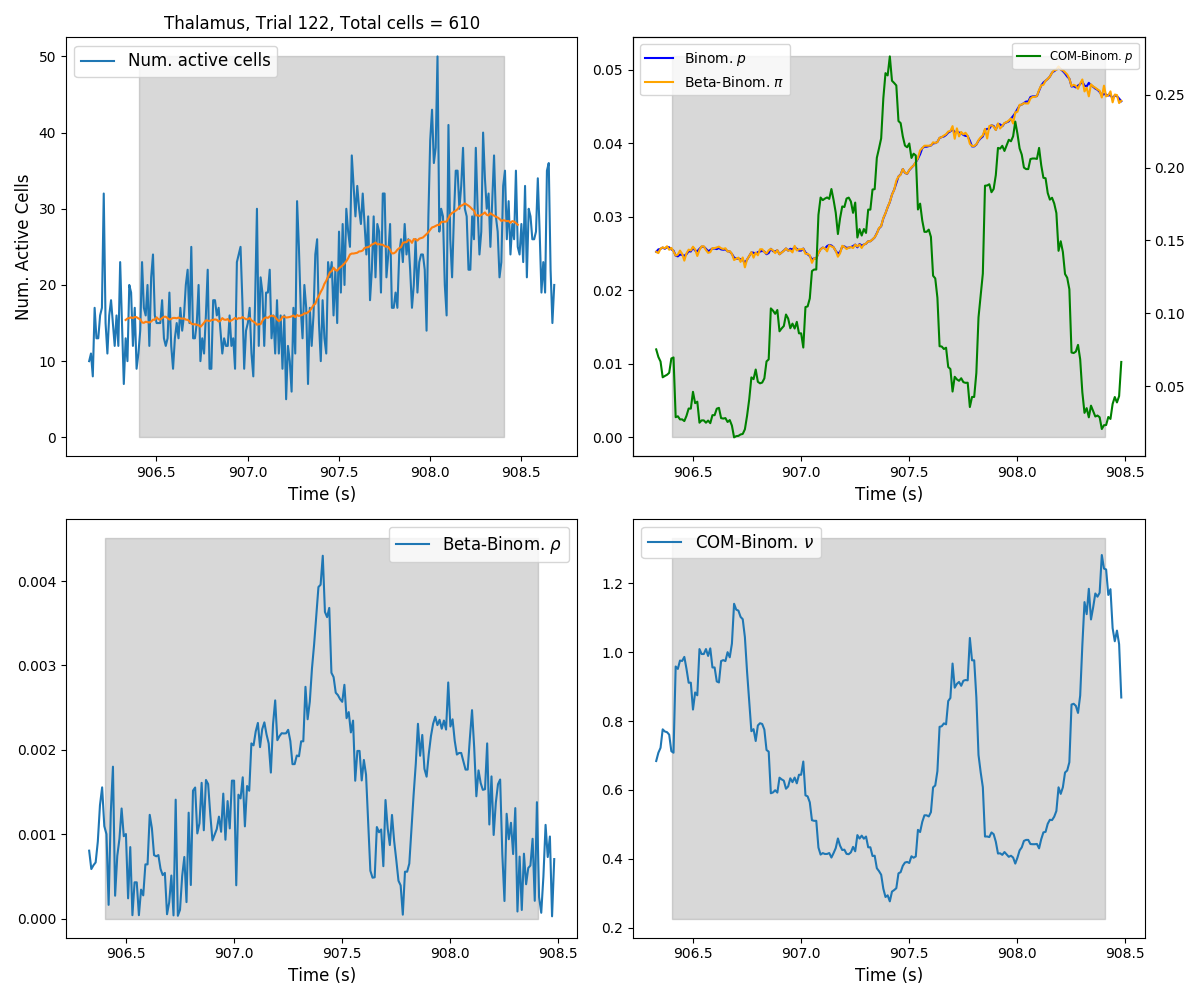 Thalamus, Trial 122, Total cells = 610
Num. active cells
Num. Active Cells
50
40
30
20
10
0
906.5 907.0 907.5 908.0 908.5
Time (s)
Binom. p
Beta-Binom. π
COM-Binom. p
0.05
0.04
0.03
0.02
0.01
0.00
0.25
0.20
0.15
0.10
0.05
906.5 907.0 907.5 908.0 908.5
Time (s)
Beta-Binom. ρ
0.004
0.003
0.002
0.001
0.000
906.5 907.0 907.5 908.0 908.5
Time (s)
COM-Binom. ν
1.2
1.0
0.8
0.6
0.4
0.2
906.5 907.0 907.5 908.0 908.5
Time (s)